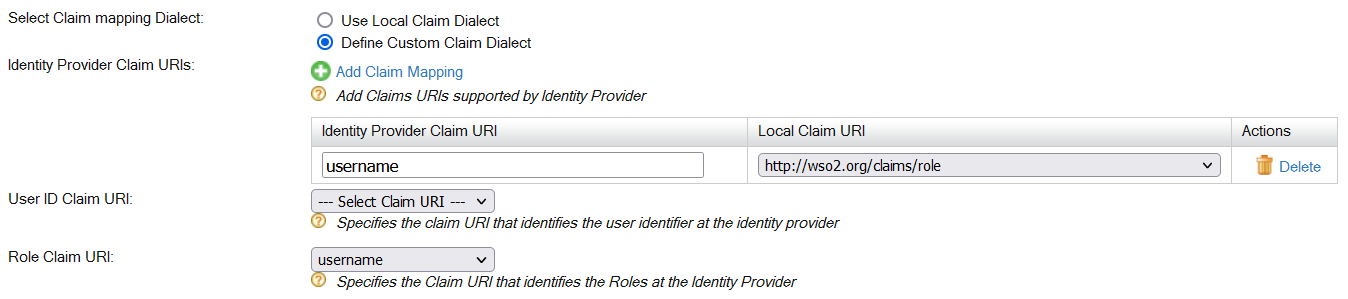 Select Claim mapping Dialect:
Use Local Claim Dialect
Define Custom Claim Dialect
Identity Provider Claim URIs:
Add Claim Mapping
Add Claims URIs supported by Identity Provider
Identity Provider Claim URI Local Claim URI Actions
username http://wso2.org/claims/role Delete
User ID Claim URI:
--- Select Claim URI ---
Specifies the claim URI that identifies the user identifier at the identity provider
Role Claim URI:
username
Specifies the Claim URI that identifies the Roles at the Identity Provider